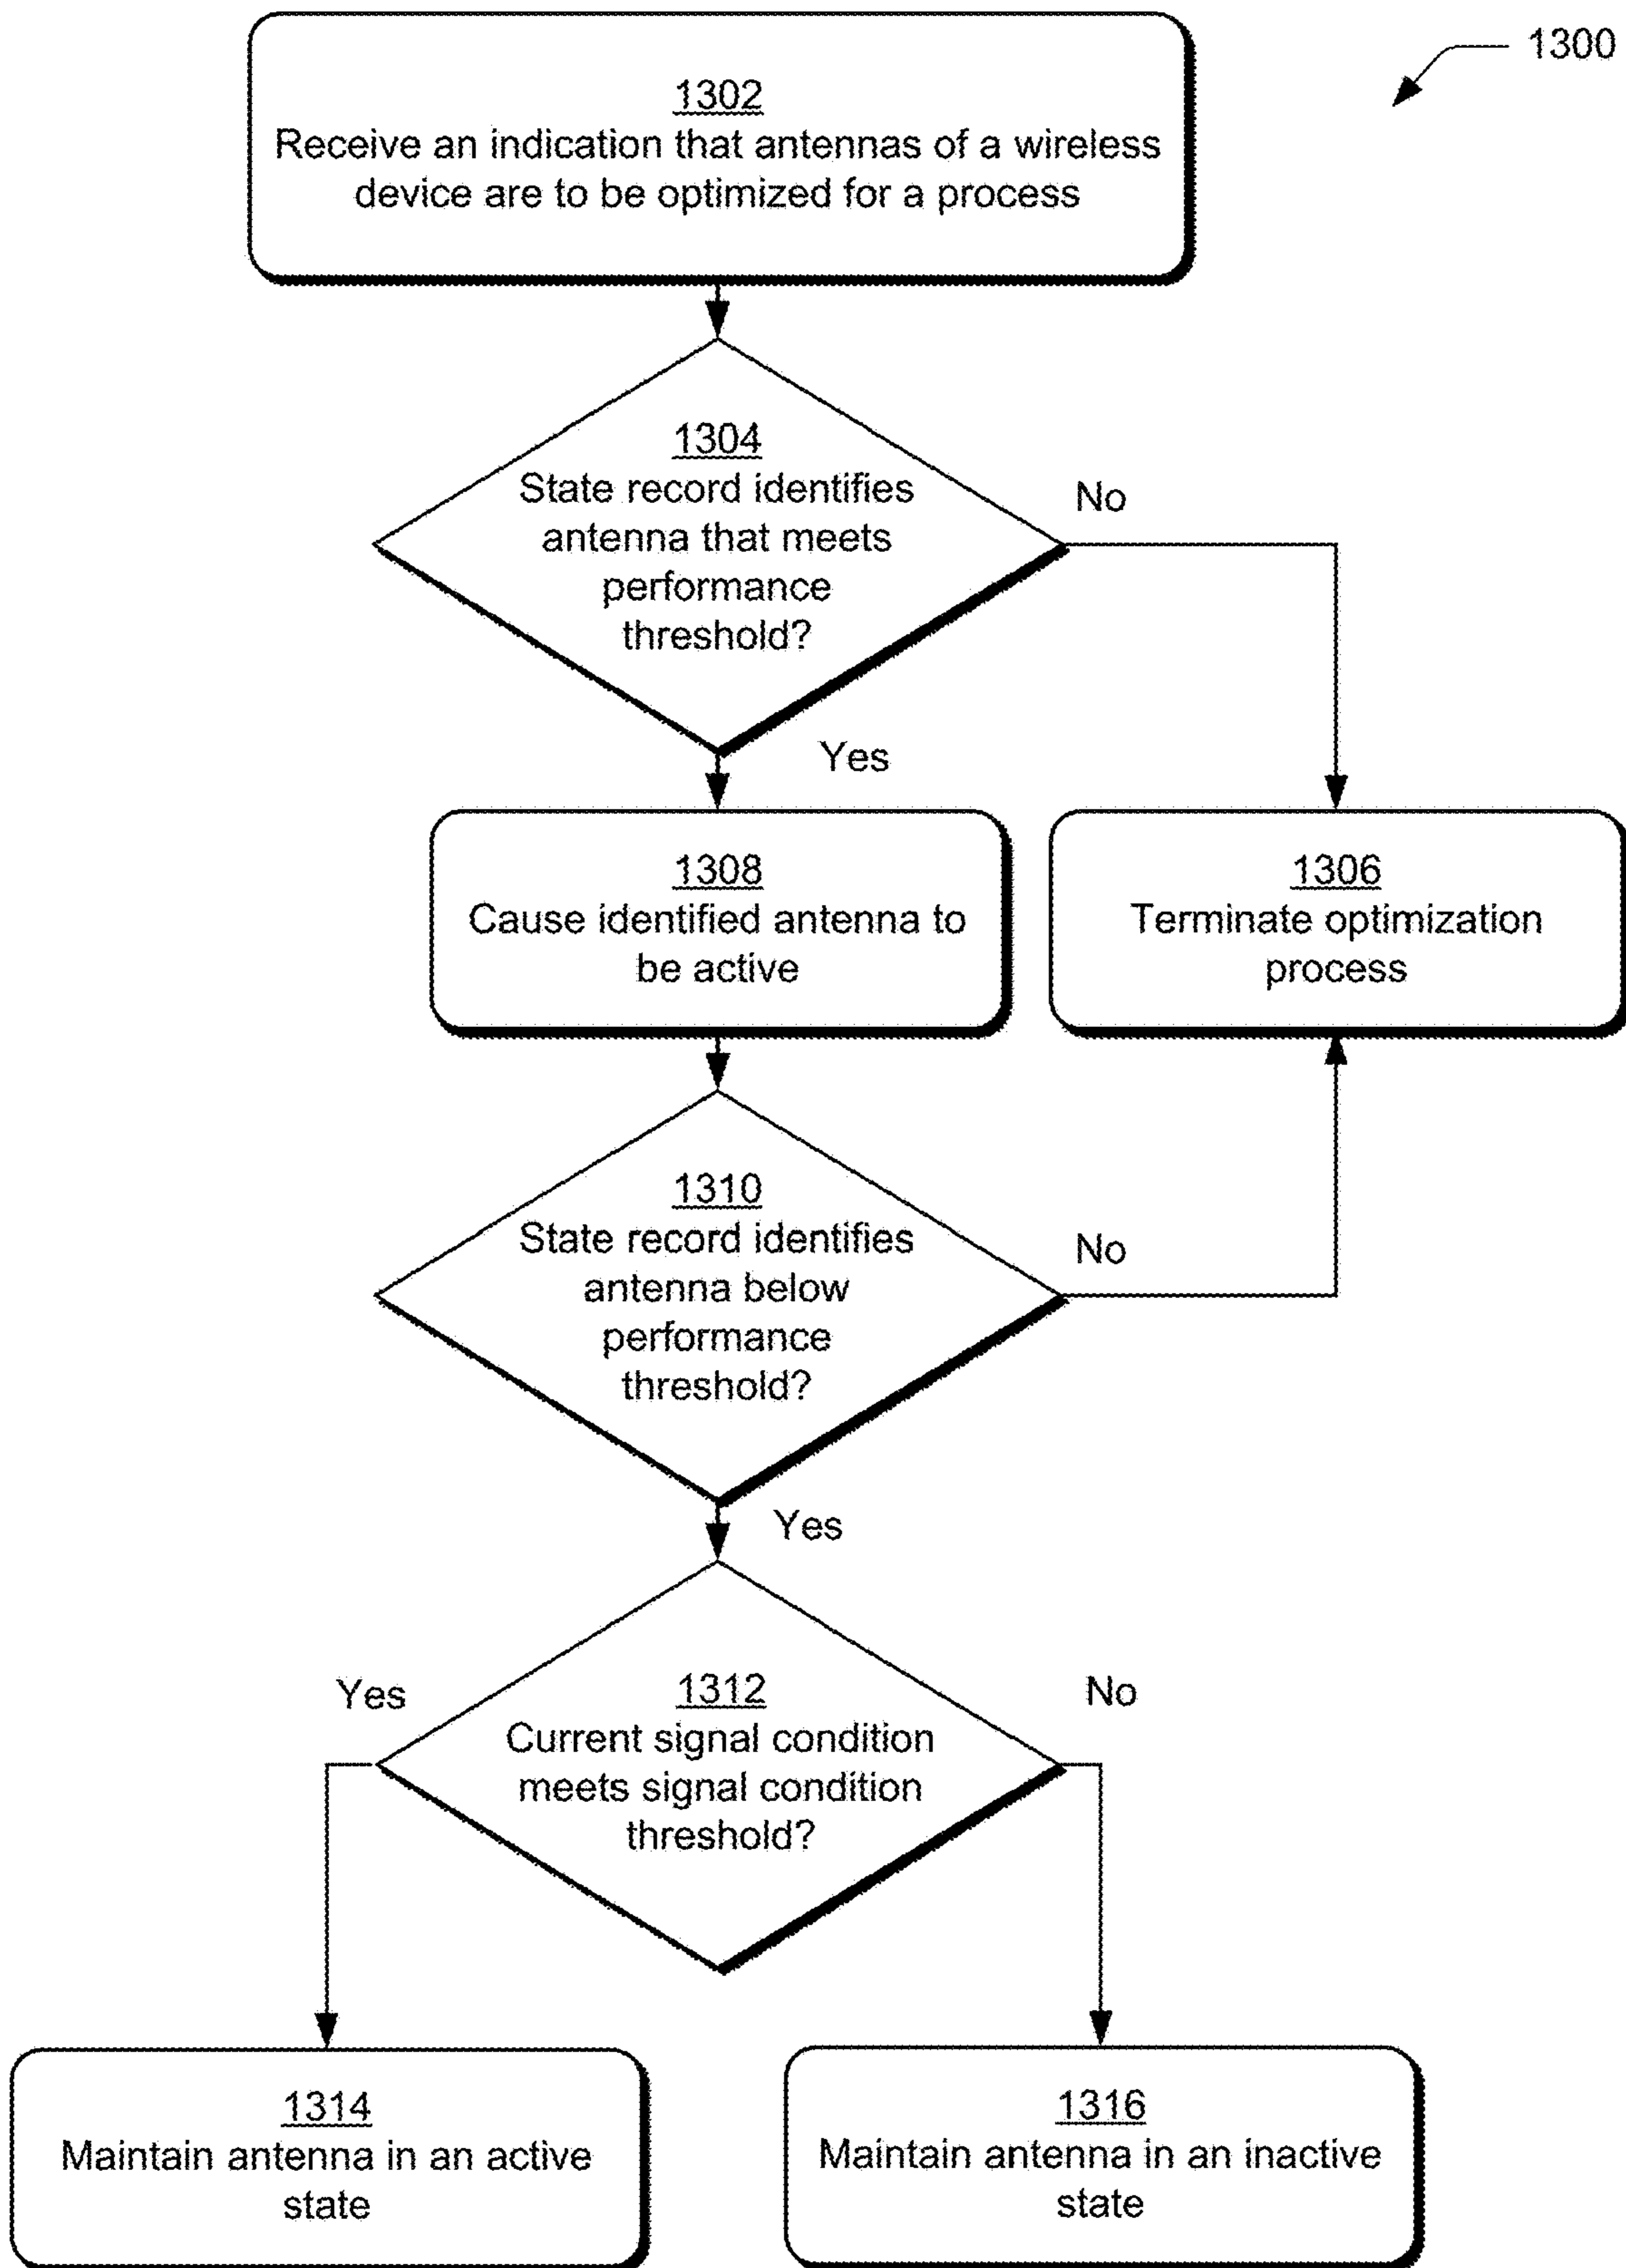 1300
1302
Receive an indication that antennas of a wireless
device are to be optimized for a process
1304
State record identifies
antenna that meets
performance
threshold?
No
Yes
1308
Cause identified antenna to
be active
1306
Terminate optimization
process
1310
State record identifies
antenna below
performance
threshold?
No
Yes
1312
Current signal condition
meets signal condition
threshold?
Yes
No
1314
Maintain antenna in an active
state
1316
Maintain antenna in an inactive
state